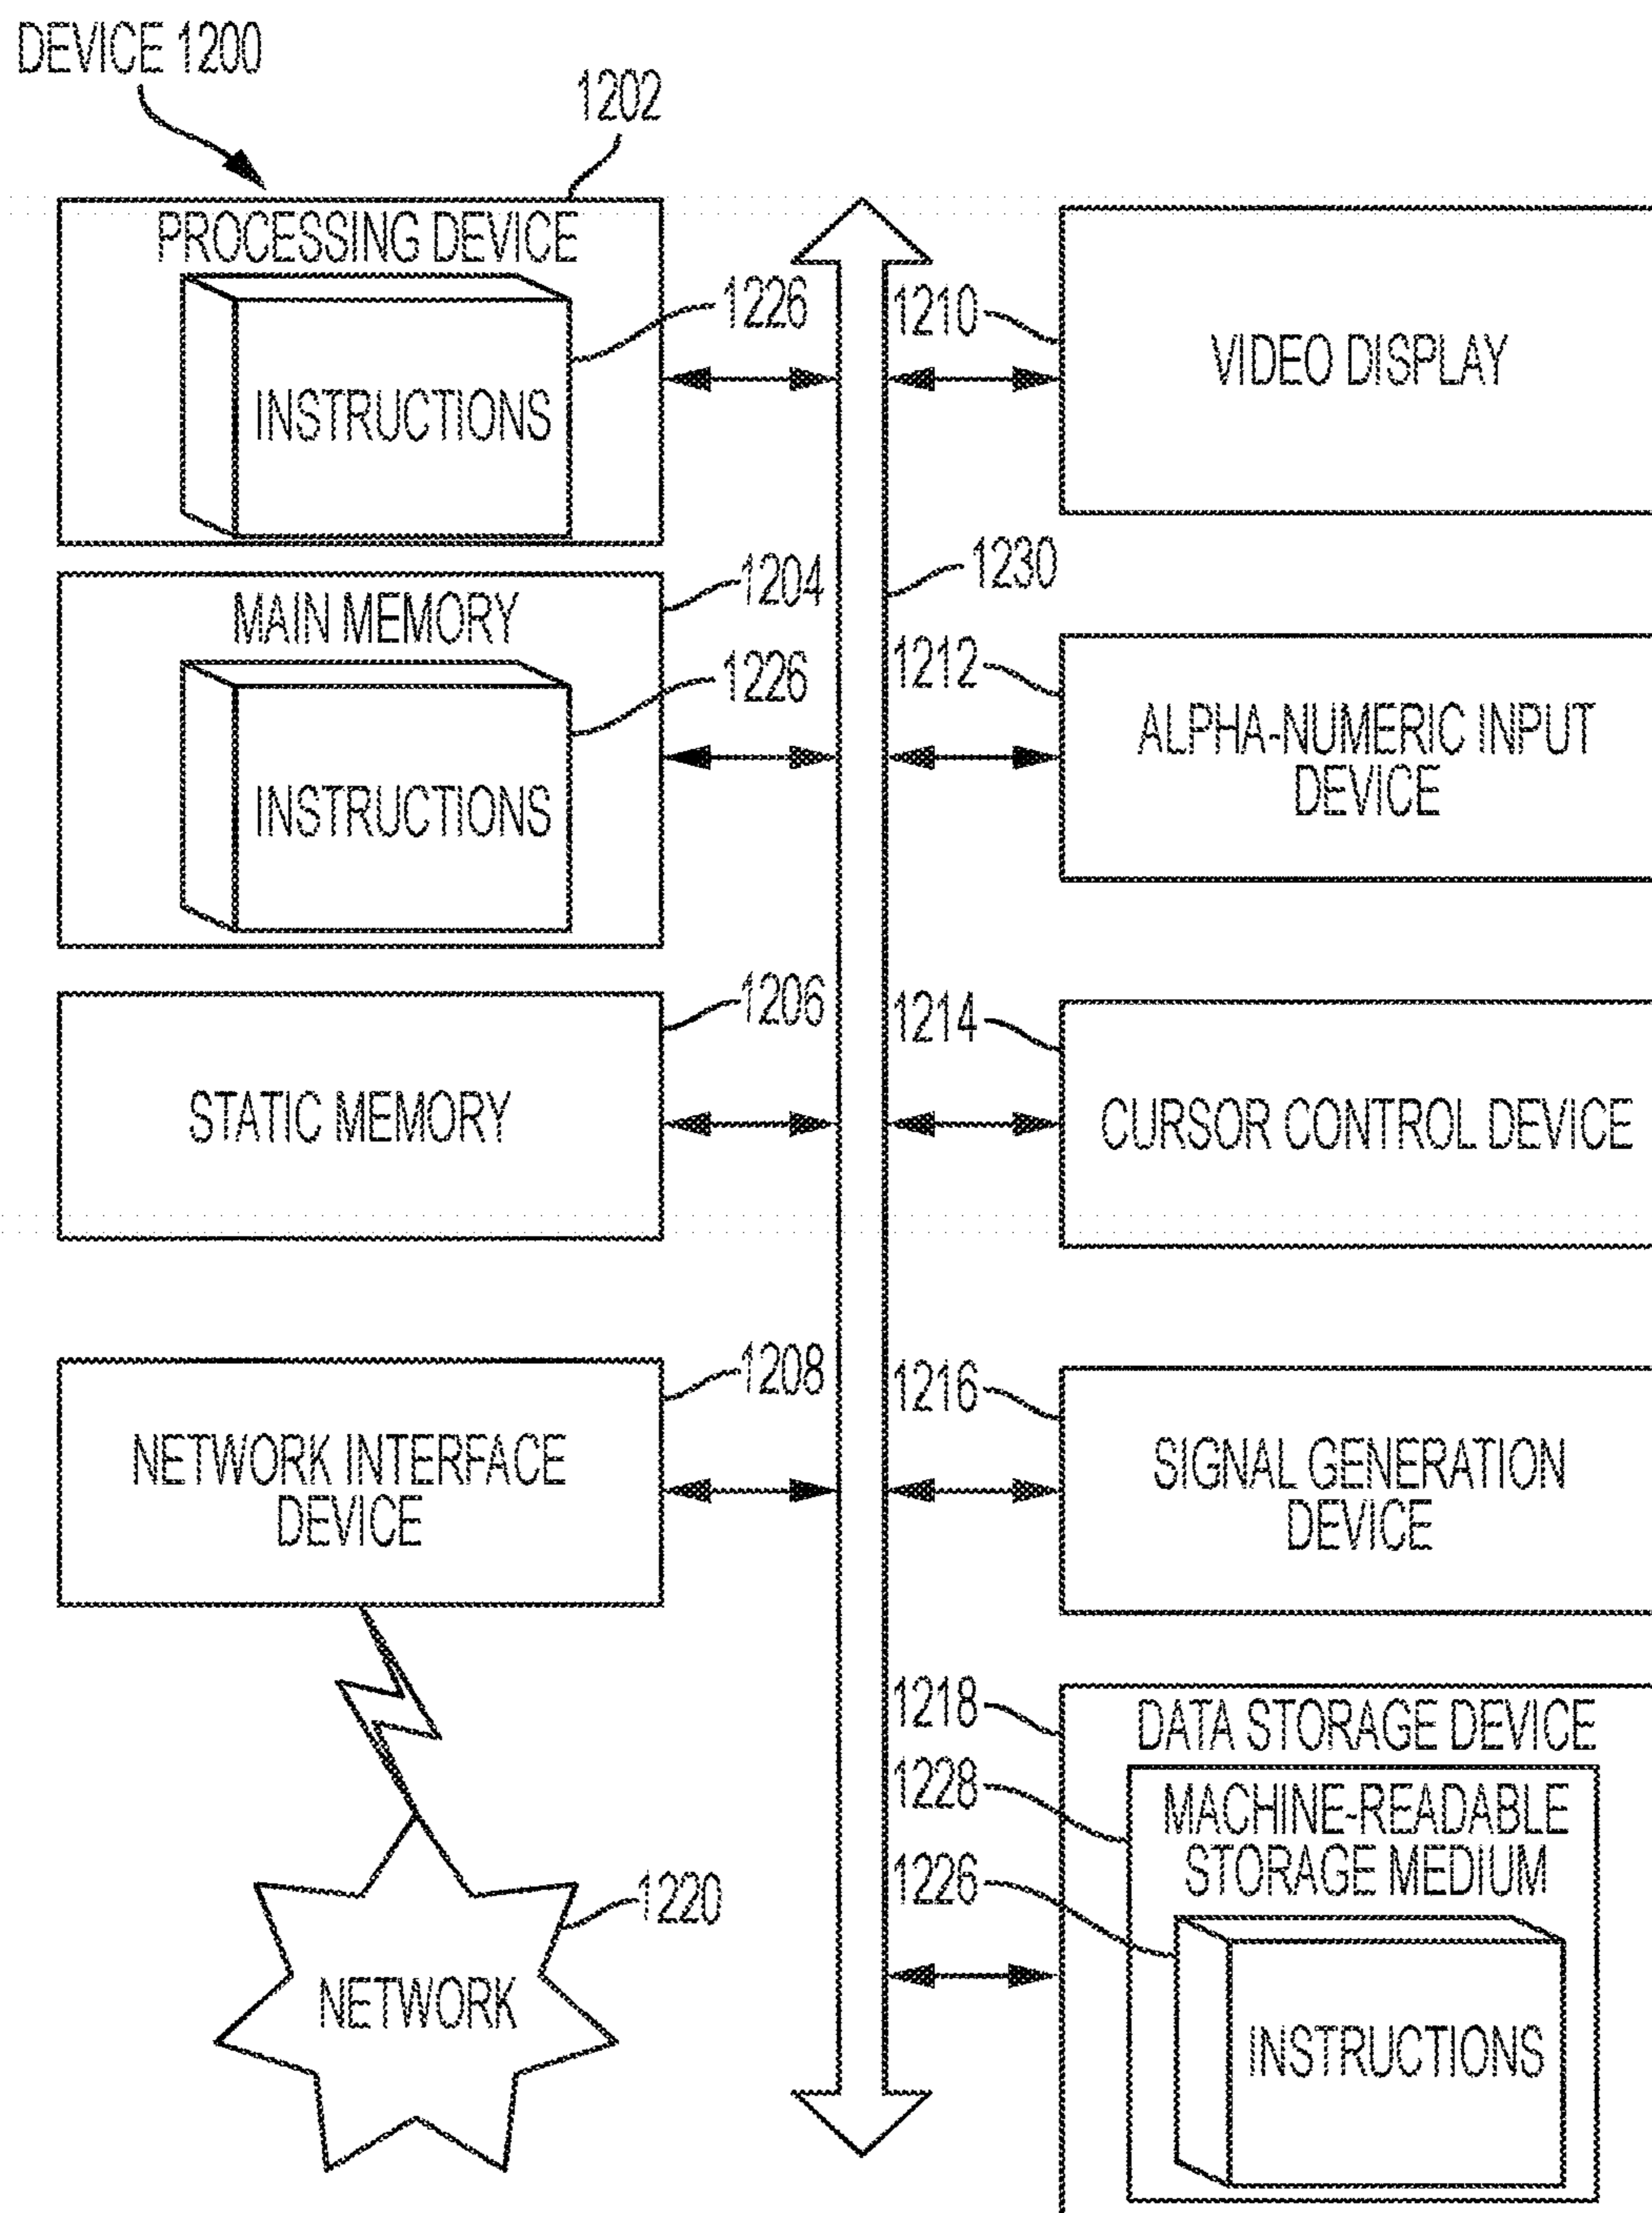 DEVICE 1200
1202
PROCESSING DEVICE
1226
INSTRUCTIONS
1204
MAIN MEMORY
1226
INSTRUCTIONS
1206
STATIC MEMORY
1208
NETWORK INTERFACE
DEVICE
1220
NETWORK
1230
1210
VIDEO DISPLAY
1212
ALPHA-NUMERIC INPUT
DEVICE
1214
CURSOR CONTROL DEVICE
1216
SIGNAL GENERATION
DEVICE
1218
DATA STORAGE DEVICE
1228
MACHINE-READABLE
STORAGE MEDIUM
1226
INSTRUCTIONS